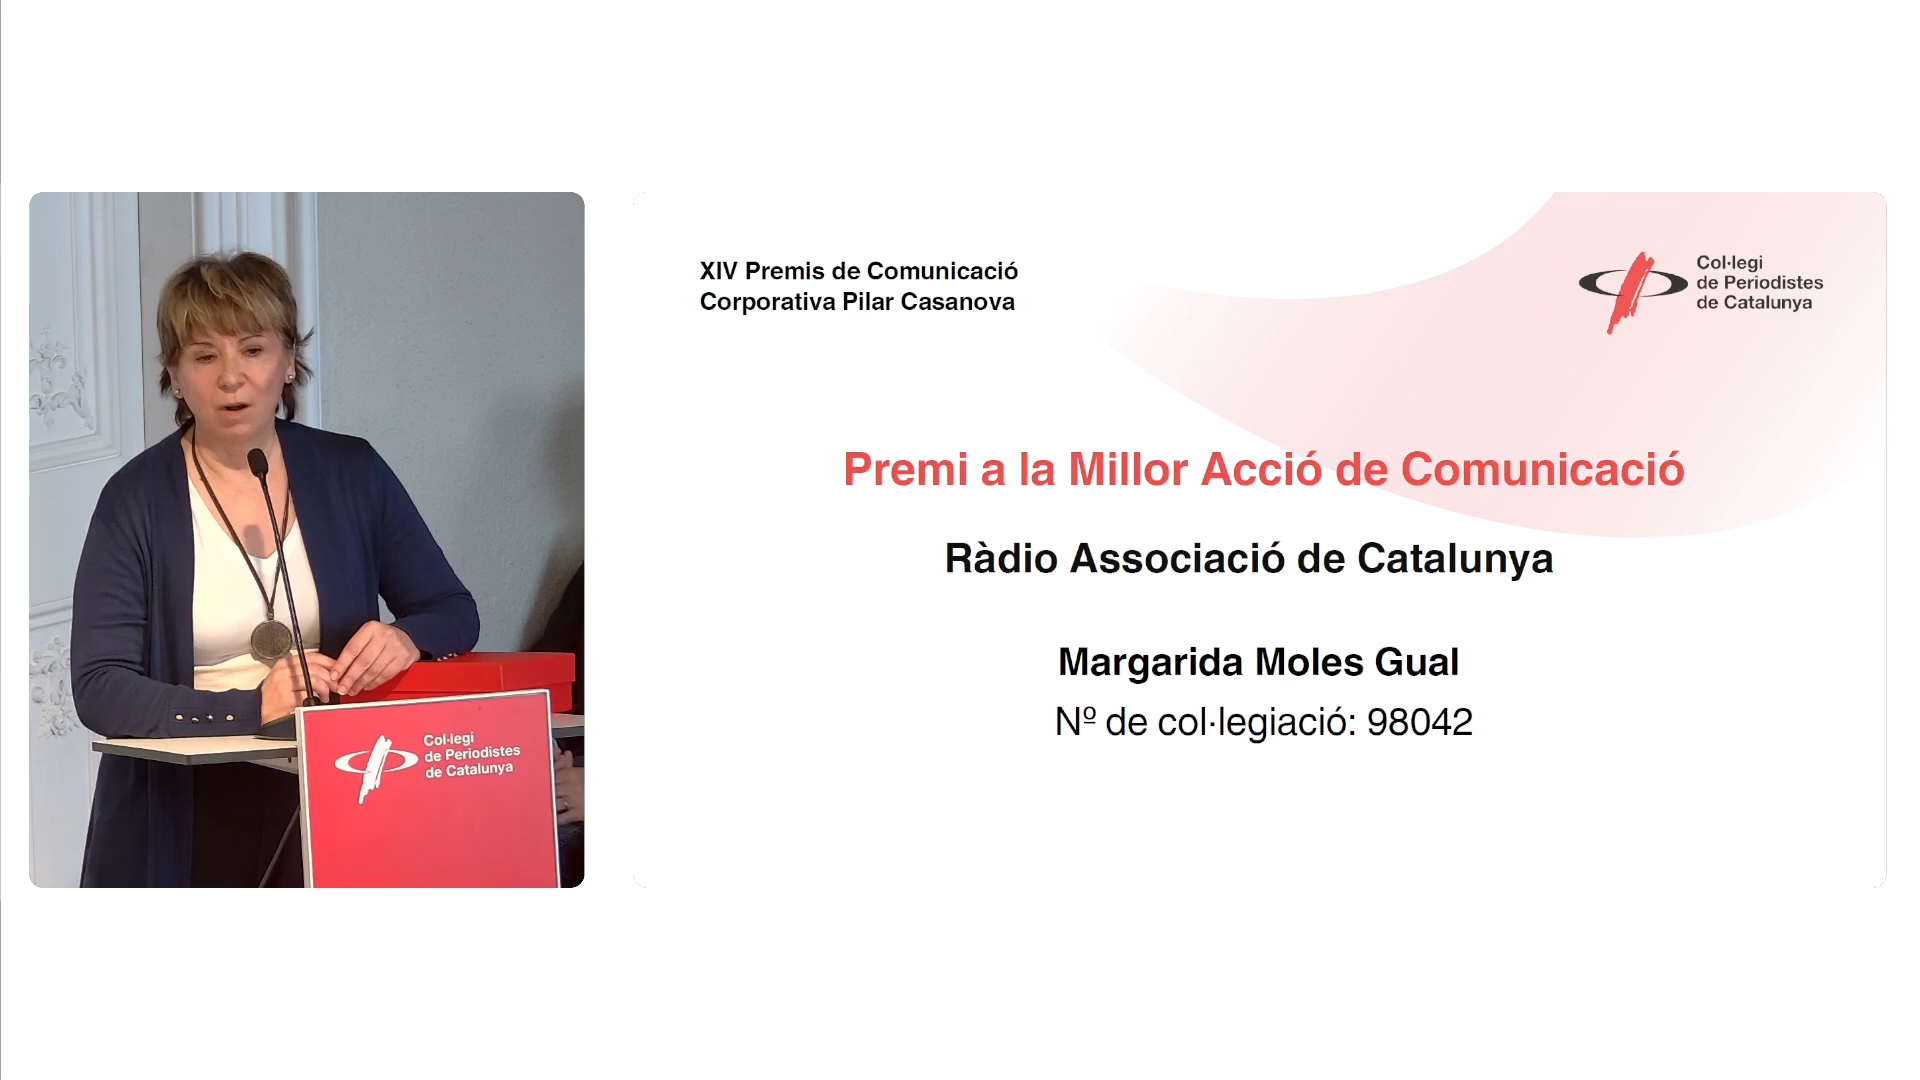 XIV Premis de Comunicació
Corporativa Pilar Casanova
Col·legi
de Periodistes
de Catalunya
Premi a la Millor Acció de Comunicació
Ràdio Associació de Catalunya
Margarida Moles Gual
Nº de col·legiació: 98042
Col·legi
de Periodistes
de Catalunya